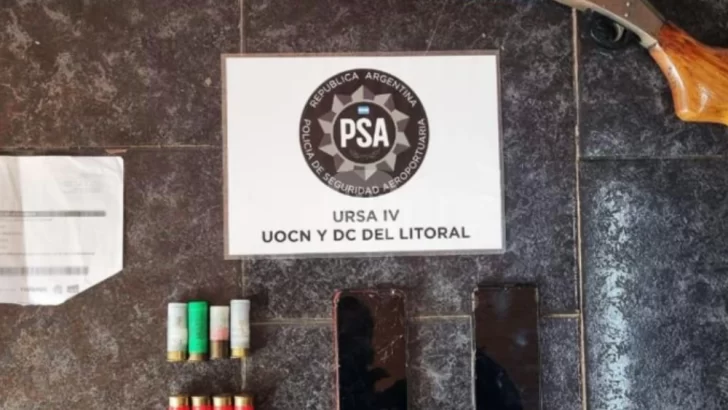 REPUBLICA ARGENTINA
PSA
POLICIA DE SEGURIDAD AEROPORTUARIA
URSA IV
UOCN Y DC DEL LITORAL